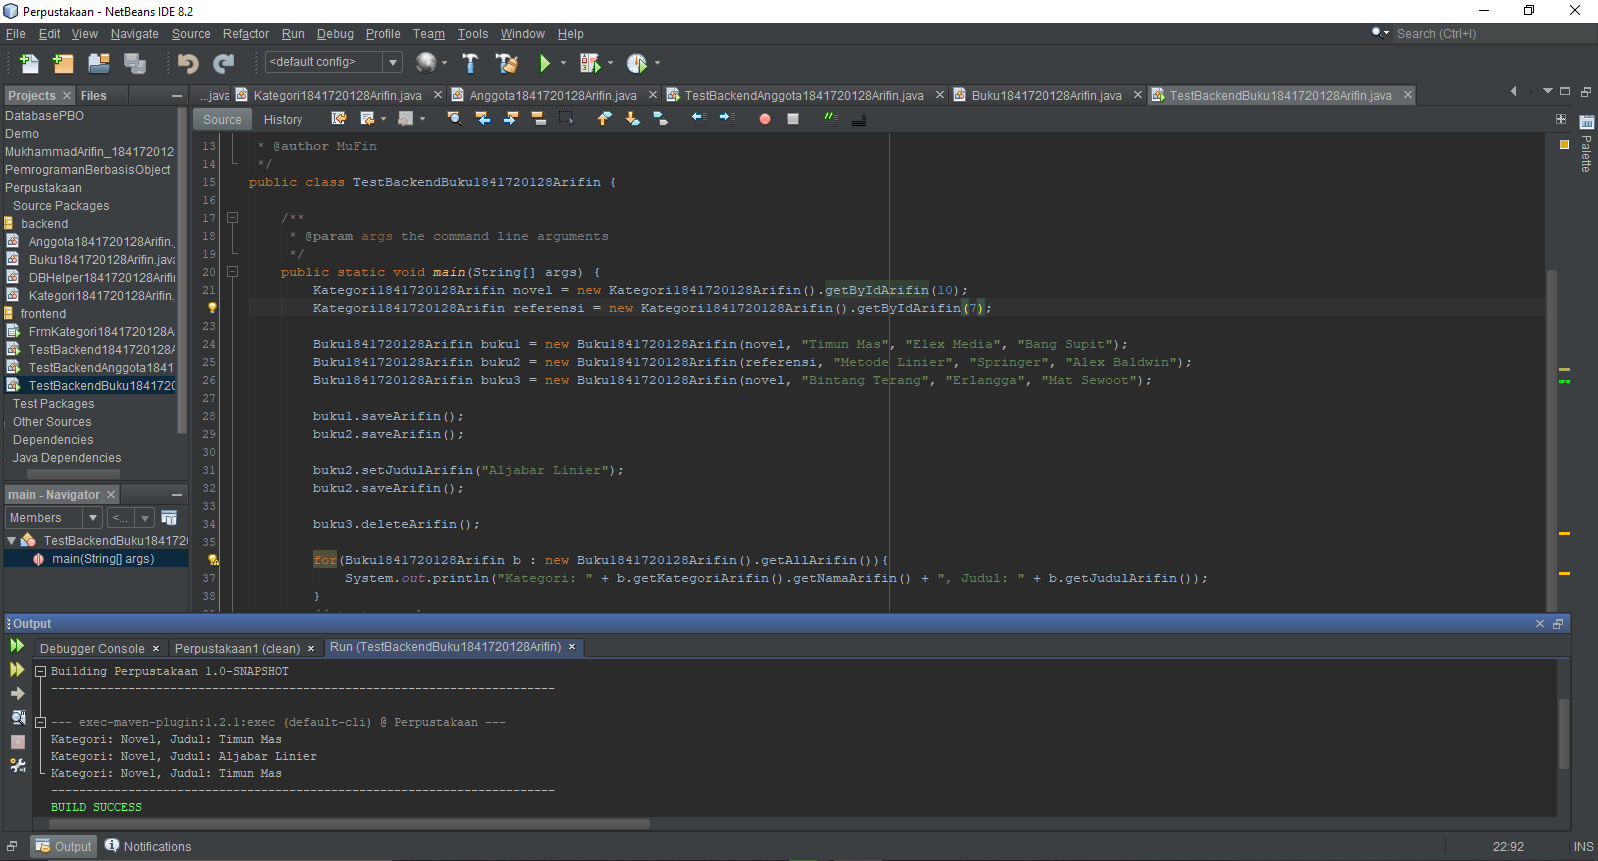 Perpustakaan - NetBeans IDE 8.2
File Edit View Navigate Source Refactor Run Debug Profile Team Tools Window Help
Search (Ctrl+I)
<default config>
Projects
Files
...java
Kategori1841720128Arifin.java
Anggota1841720128Arifin.java
TestBackendAnggota1841720128Arifin.java
Buku1841720128Arifin.java
TestBackendBuku1841720128Arifin.java
Source
History
DatabasePBO
Demo
MukhammadArifin_184172012
PemrogramanBerbasisObject
Perpustakaan
Source Packages
backend
Anggota1841720128Arifin.
Buku1841720128Arifin.java
DBHelper1841720128Arifi
Kategori1841720128Arifin.
frontend
FrmKategori1841720128A
TestBackend1841720128A
TestBackendAnggota1841
TestBackendBuku184172
Test Packages
Other Sources
Dependencies
Java Dependencies
main - Navigator
Members
<...
TestBackendBuku184172
main(String[] args)
13 * @author MuFin
14 */
15 public class TestBackendBuku1841720128Arifin {
16
17 /**
18 * @param args the command line arguments
19 */
20 public static void main(String[] args) {
21 Kategori1841720128Arifin novel = new Kategori1841720128Arifin().getByIdArifin(10);
Kategori1841720128Arifin referensi = new Kategori1841720128Arifin().getByIdArifin(7);
23
24 Buku1841720128Arifin buku1 = new Buku1841720128Arifin(novel, "Timun Mas", "Elex Media", "Bang Supit");
25 Buku1841720128Arifin buku2 = new Buku1841720128Arifin(referensi, "Metode Linier", "Springer", "Alex Baldwin");
26 Buku1841720128Arifin buku3 = new Buku1841720128Arifin(novel, "Bintang Terang", "Erlangga", "Mat Sewoot");
27
28 buku1.saveArifin();
29 buku2.saveArifin();
30
31 buku2.setJudulArifin("Aljabar Linier");
32 buku2.saveArifin();
33
34 buku3.deleteArifin();
35
for(Buku1841720128Arifin b : new Buku1841720128Arifin().getAllArifin()){
37 System.out.println("Kategori: " + b.getKategoriArifin().getNamaArifin() + ", Judul: " + b.getJudulArifin());
38 }
Palette
Output
Debugger Console
Perpustakaan1 (clean)
Run (TestBackendBuku1841720128Arifin)
Building Perpustakaan 1.0-SNAPSHOT
------------------------------------------------------------------------
--- exec-maven-plugin:1.2.1:exec (default-cli) @ Perpustakaan ---
Kategori: Novel, Judul: Timun Mas
Kategori: Novel, Judul: Aljabar Linier
Kategori: Novel, Judul: Timun Mas
------------------------------------------------------------------------
BUILD SUCCESS
Output
Notifications
22:92
INS